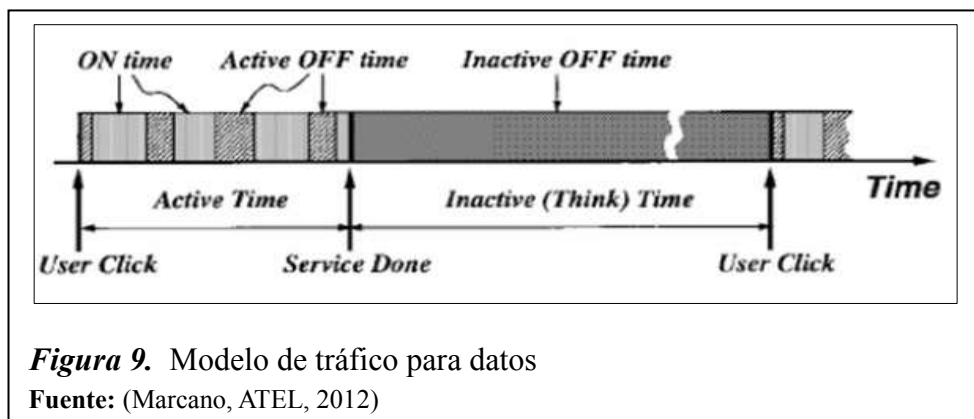 ON time Active OFF time Inactive OFF time
Time
Active Time Inactive (Think) Time
User Click Service Done User Click
Figura 9. Modelo de tráfico para datos
Fuente: (Marcano, ATEL, 2012)